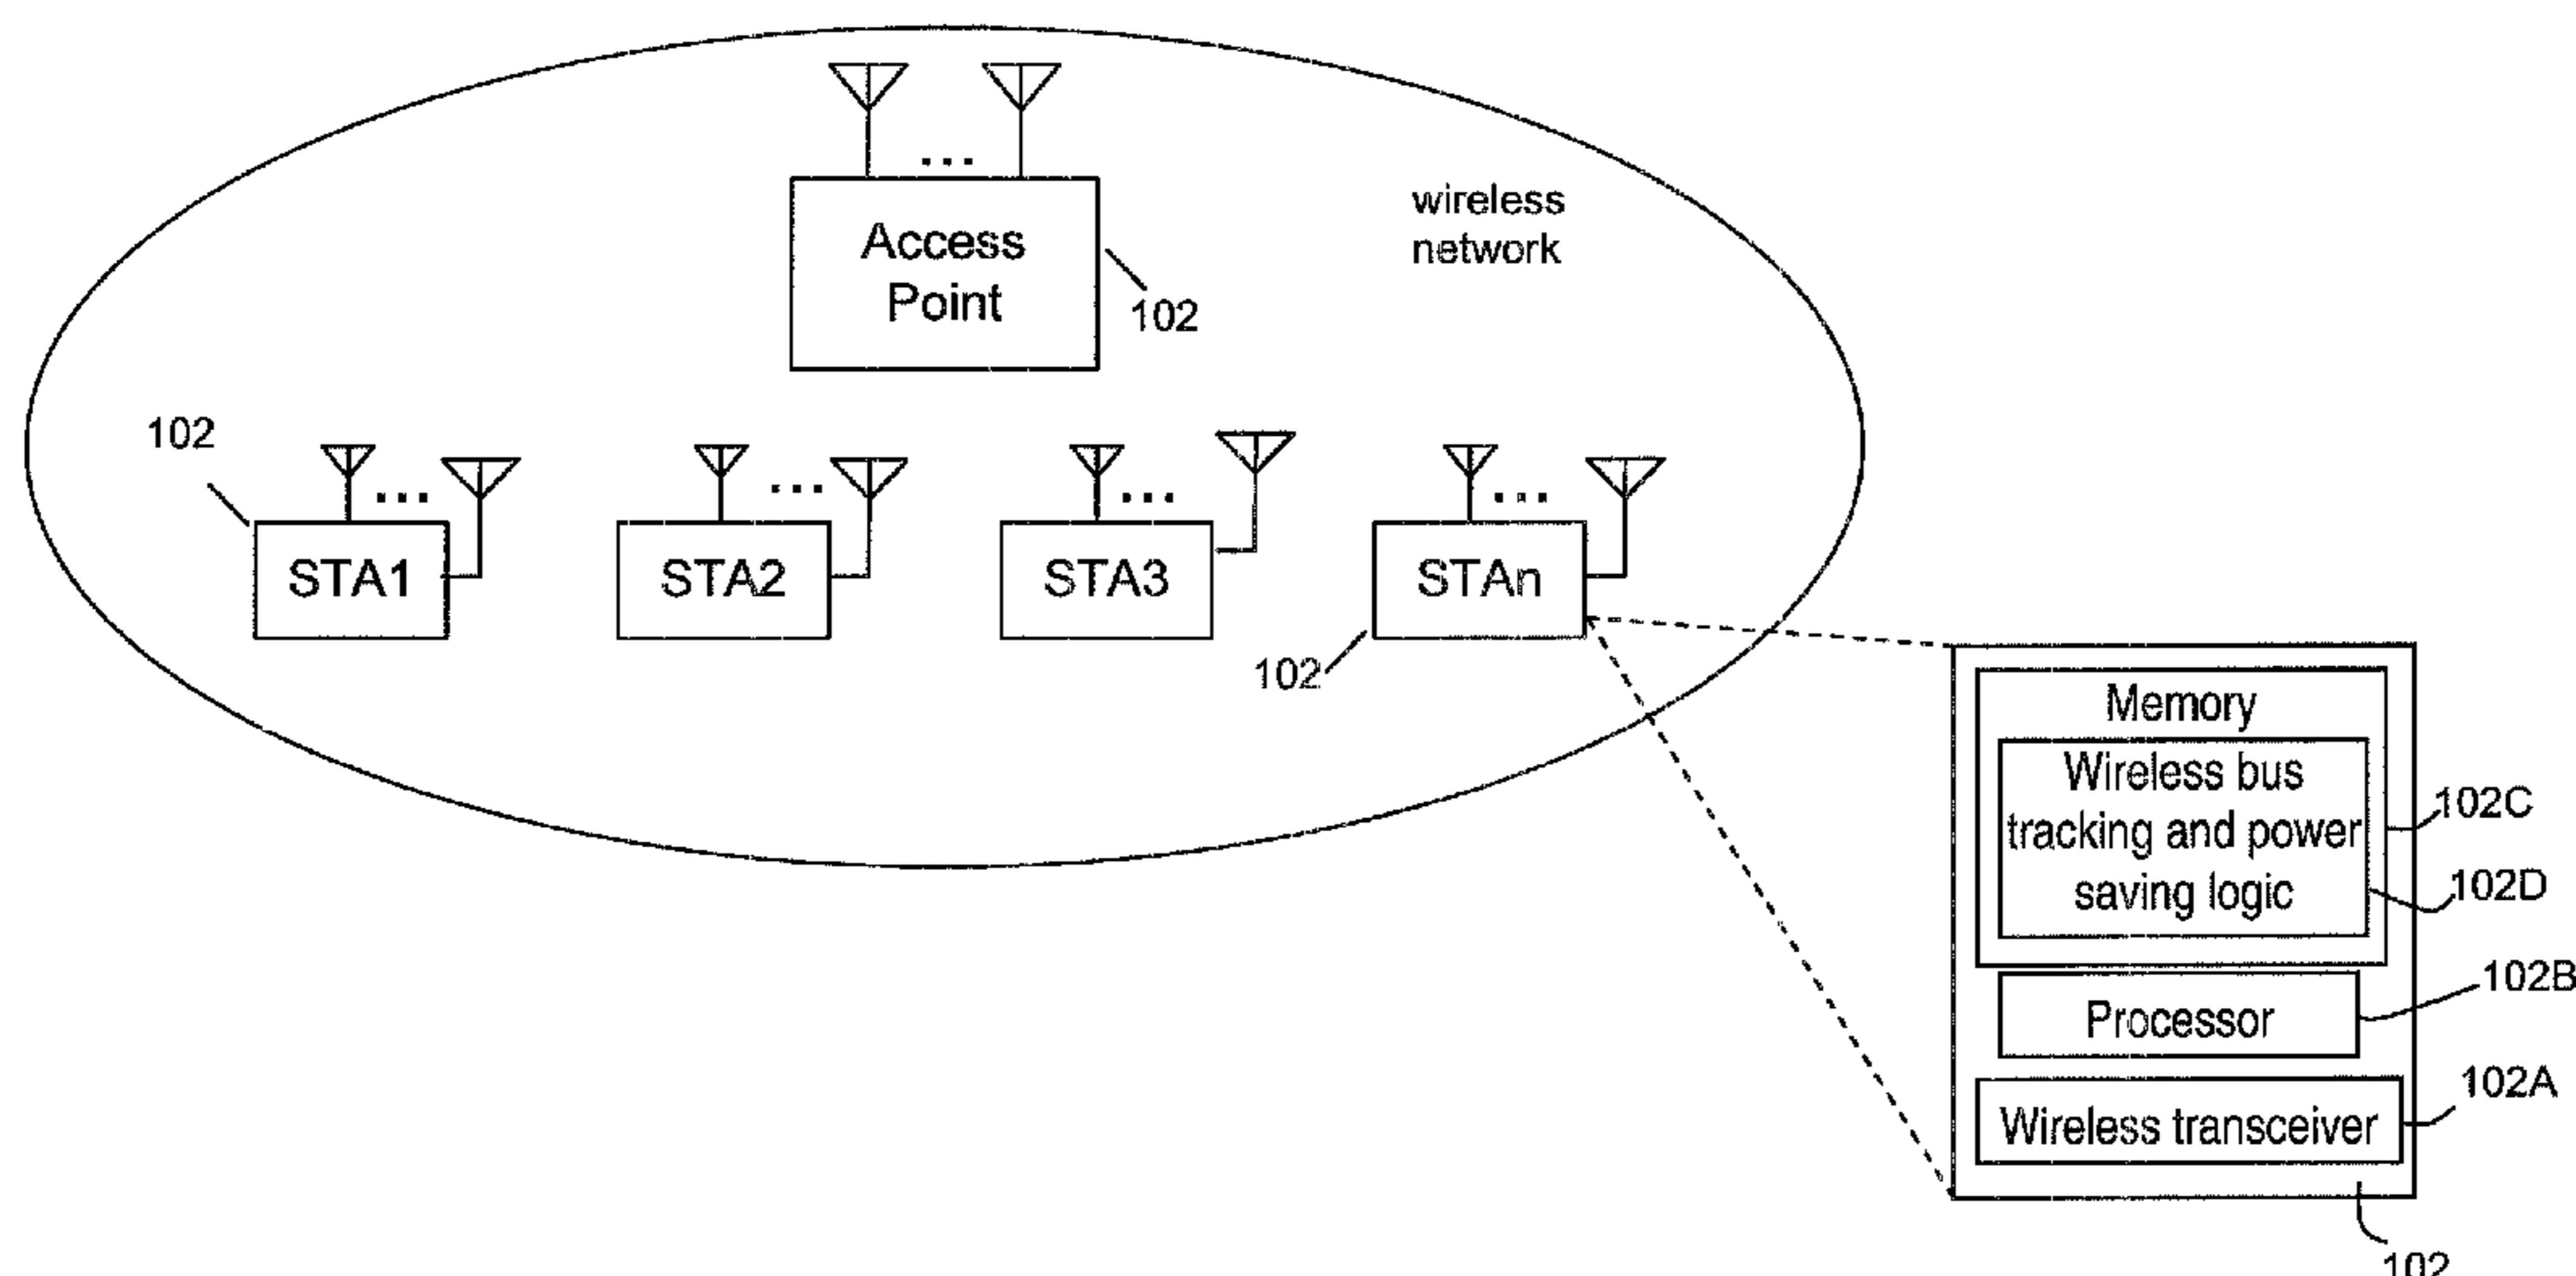 wireless
network
Access
Point
102
102
...
...
...
...
...
STA1
STA2
STA3
STAn
102
Memory
Wireless bus
tracking and power
saving logic
102C
102D
Processor
102B
Wireless transceiver
102A
102